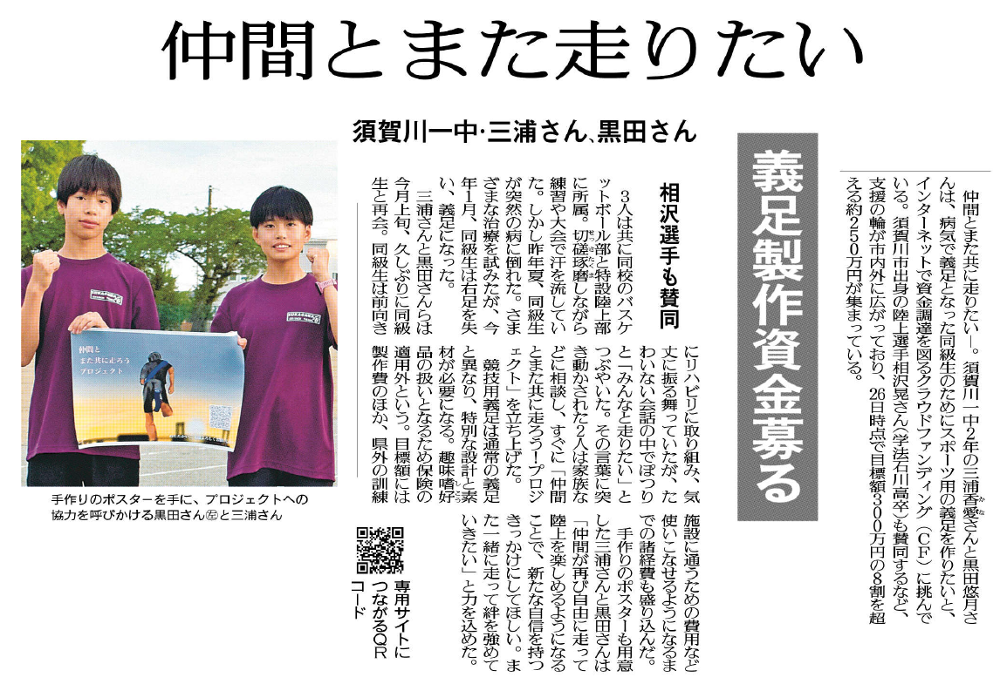 仲間とまた走りたい
須賀川一中・三浦さん、黒田さん
義足製作資金募る
仲間とまた共に走りたい―。須賀川一中2年の三浦香愛さんと黒田悠月さ
んは、病気で義足となった同級生のためにスポーツ用の義足を作りたいと、
インターネットで資金調達を図るクラウドファンディング(CF)に挑んで
いる。須賀川市出身の陸上選手相沢晃さん(学法石川高卒)も賛同するなど、
支援の輪が市内外に広がっており、26日時点で目標額300万円の8割を超
える約250万円が集まっている。
相沢選手も賛同
3人は共に同校のバスケ
ットボール部と特設陸上部
に所属。切磋琢磨しながら
練習や大会で汗を流してい
た。しかし昨年夏、同級生
が突然の病に倒れた。さま
ざまな治療を試みたが、今
年1月、同級生は右足を失
い、義足になった。
三浦さんと黒田さんらは
今月上旬、久しぶりに同級
生と再会。同級生は前向き
にリハビリに取り組み、気
丈に振る舞っていたが、た
わいない会話の中でぽつり
と「みんなと走りたい」と
つぶやいた。その言葉に突
き動かされた2人は家族な
どに相談し、すぐに「仲間
とまた共に走ろう!プロジ
ェクト」を立ち上げた。
競技用義足は通常の義足
と異なり、特別な設計と素
材が必要になる。趣味嗜好
品の扱いとなるため保険の
適用外という。目標額には
製作費のほか、県外の訓練
施設に通うための費用など
使いこなせるようになるま
での諸経費も盛り込んだ。
手作りのポスターも用意
した三浦さんと黒田さんは
「仲間が再び自由に走って
陸上を楽しめるようになる
ことで、新たな自信を持つ
きっかけにしてほしい。ま
た一緒に走って絆を強めて
いきたい」と力を込めた。
専用サイトに
つながるQR
コード
仲間と
また共に走ろう
プロジェクト
手作りのポスターを手に、プロジェクトへの
協力を呼びかける黒田さん㊧と三浦さん